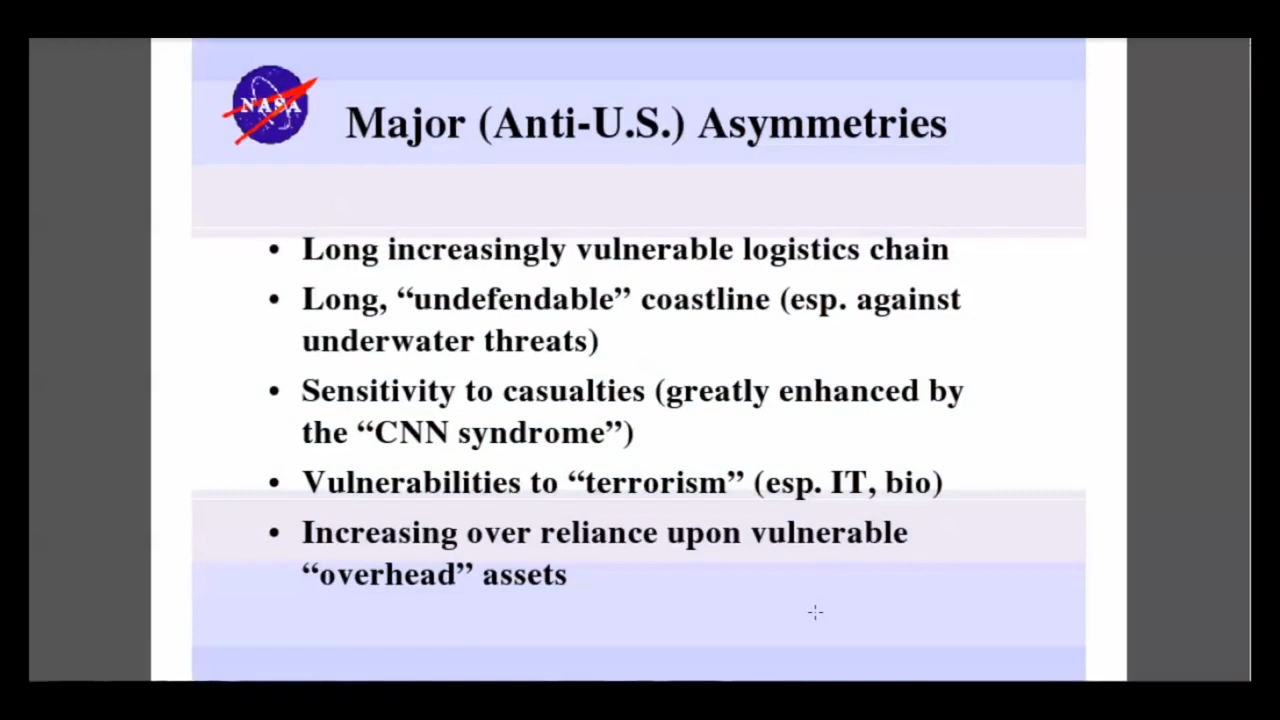 NASA
Major (Anti-U.S.) Asymmetries
• Long increasingly vulnerable logistics chain
• Long, “undefendable” coastline (esp. against
underwater threats)
• Sensitivity to casualties (greatly enhanced by
the “CNN syndrome”)
• Vulnerabilities to “terrorism” (esp. IT, bio)
• Increasing over reliance upon vulnerable
“overhead” assets